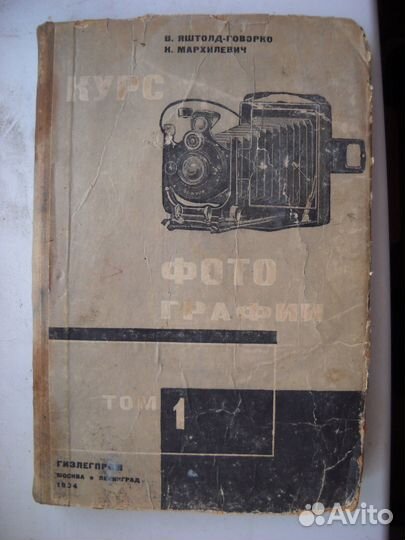 В. ЯШТОЛД-ГОВОРКО
К. МАРХИЛЕВИЧ
КУРС
ФОТО
ГРАФИИ
ТОМ 1
ГИЗЛЕГПРОМ
МОСКВА ЛЕНИНГРАД
1934
Avito